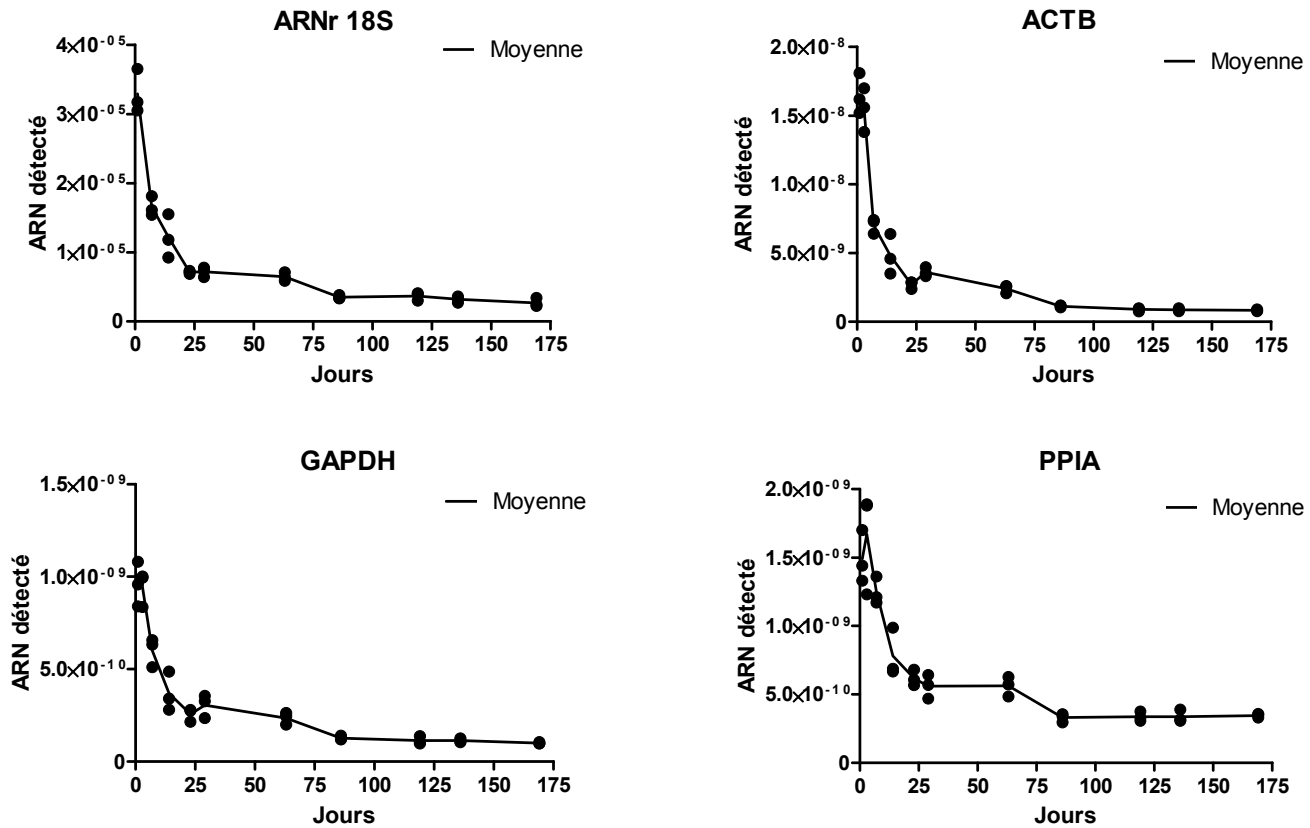 ARNr 18S
Moyenne
ARN détecté
4×10⁻⁰⁵
3×10⁻⁰⁵
2×10⁻⁰⁵
1×10⁻⁰⁵
0
0 25 50 75 100 125 150 175
Jours
ACTB
Moyenne
ARN détecté
2.0×10⁻⁸
1.5×10⁻⁸
1.0×10⁻⁸
5.0×10⁻⁹
0
0 25 50 75 100 125 150 175
Jours
GAPDH
Moyenne
ARN détecté
1.5×10⁻⁰⁹
1.0×10⁻⁰⁹
5.0×10⁻¹⁰
0
0 25 50 75 100 125 150 175
Jours
PPIA
Moyenne
ARN détecté
2.0×10⁻⁰⁹
1.5×10⁻⁰⁹
1.0×10⁻⁰⁹
5.0×10⁻¹⁰
0
0 25 50 75 100 125 150 175
Jours